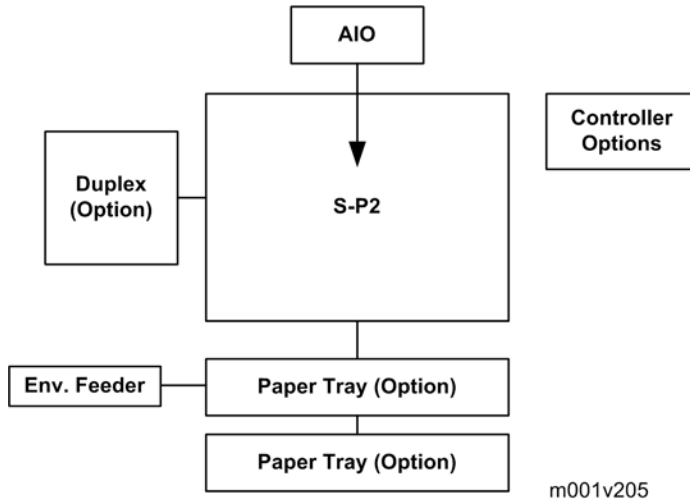 AIO
Controller
Options
Duplex
(Option)
S-P2
Env. Feeder
Paper Tray (Option)
Paper Tray (Option)
m001v205